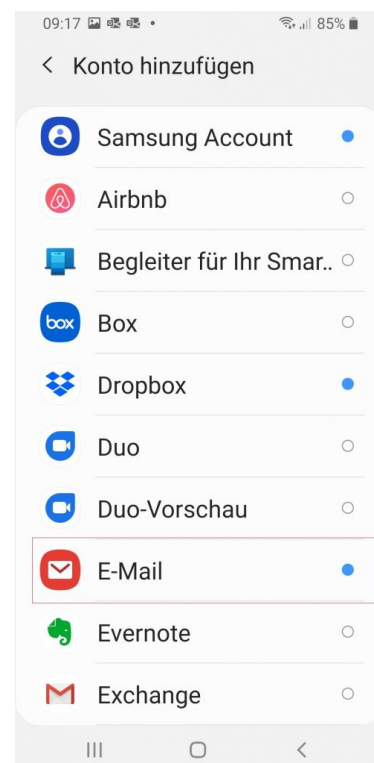 09:17 85%
Konto hinzufügen
Samsung Account
Airbnb
Begleiter für Ihr Smar..
box Box
Dropbox
Duo
Duo-Vorschau
E-Mail
Evernote
Exchange